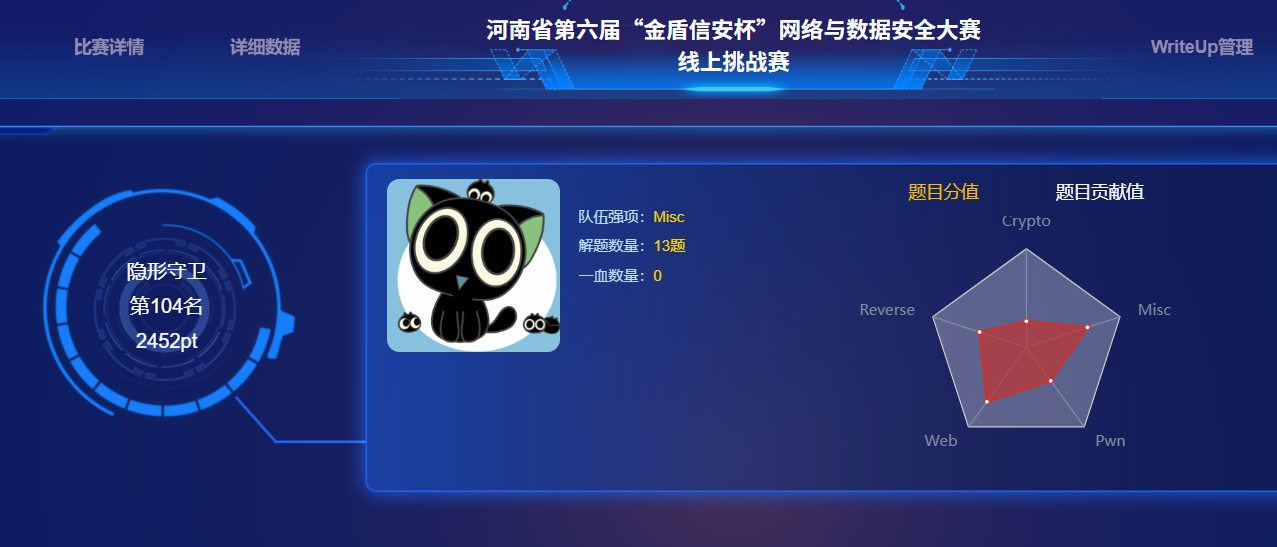 河南省第六届“金盾信安杯”网络与数据安全大赛
线上挑战赛
比赛详情
详细数据
WriteUp管理
隐形守卫
第104名
2452pt
队伍强项：Misc
解题数量：13题
一血数量：0
题目分值
题目贡献值
Crypto
Misc
Pwn
Web
Reverse